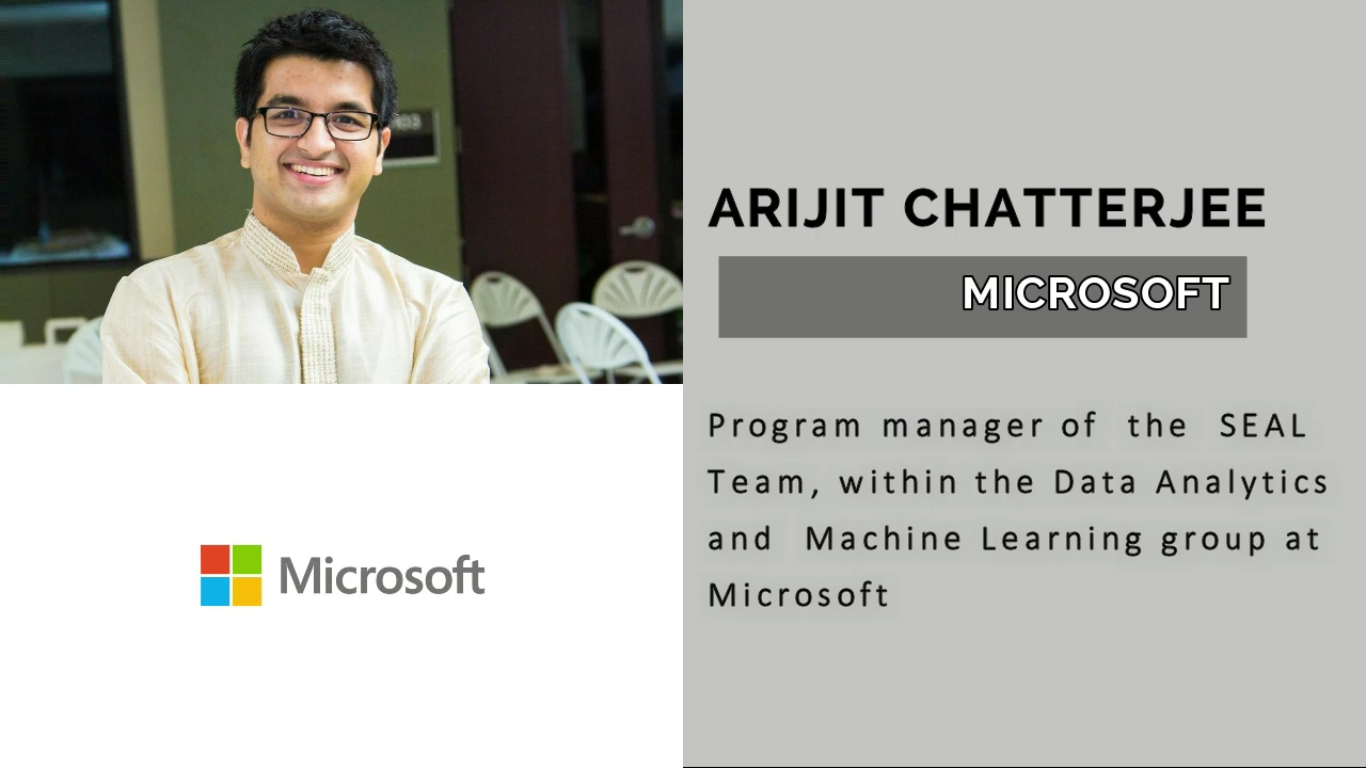 ARIJIT CHATTERJEE
MICROSOFT
Program manager of the SEAL
Team, within the Data Analytics
and Machine Learning group at
Microsoft
Microsoft